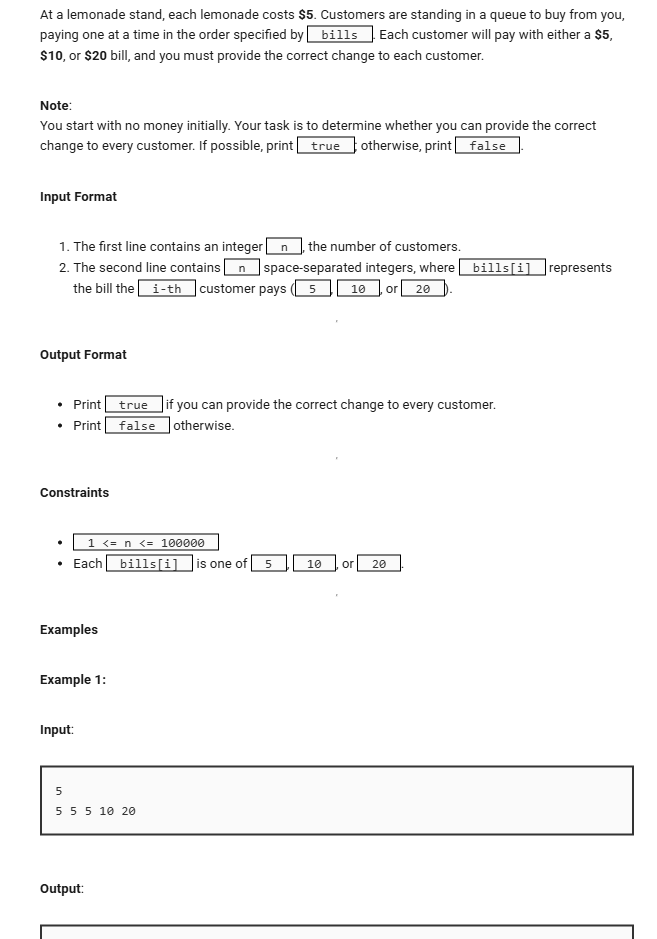 At a lemonade stand, each lemonade costs $5. Customers are standing in a queue to buy from you,
paying one at a time in the order specified by bills . Each customer will pay with either a $5,
$10, or $20 bill, and you must provide the correct change to each customer.
Note:
You start with no money initially. Your task is to determine whether you can provide the correct
change to every customer. If possible, print true ; otherwise, print false .
Input Format
1. The first line contains an integer n , the number of customers.
2. The second line contains n space-separated integers, where bills[i] represents
the bill the i-th customer pays ( 5 , 10 , or 20 ).
Output Format
• Print true if you can provide the correct change to every customer.
• Print false otherwise.
Constraints
• 1 <= n <= 100000
• Each bills[i] is one of 5 , 10 , or 20 .
Examples
Example 1:
Input:
5
5 5 5 10 20
Output: